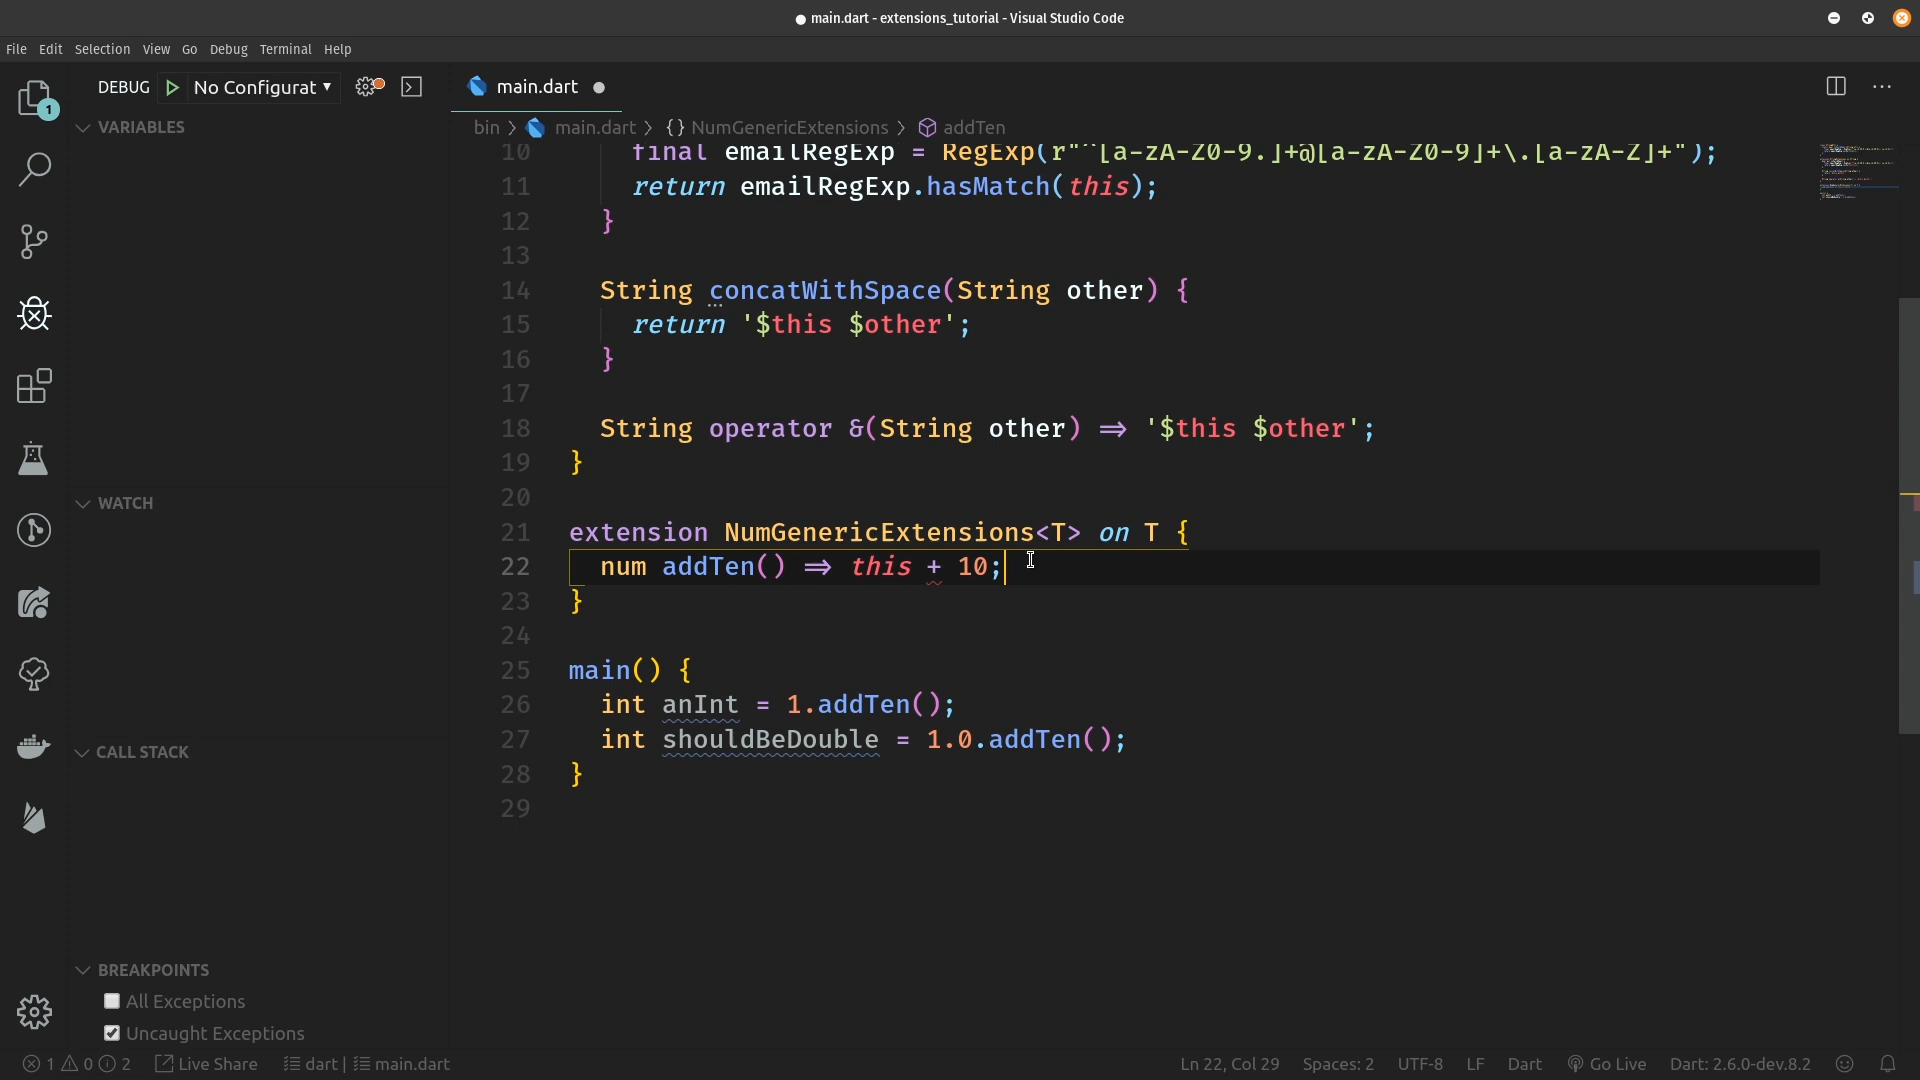 main.dart - extensions_tutorial - Visual Studio Code
File Edit Selection View Go Debug Terminal Help
DEBUG No Configurat
main.dart
1
VARIABLES
bin > main.dart > {} NumGenericExtensions > addTen
10 final emailRegExp = RegExp(r"^[a-zA-Z0-9.]+@[a-zA-Z0-9]+\.[a-zA-Z]+");
11 return emailRegExp.hasMatch(this);
12 }
13
14 String concatWithSpace(String other) {
15 return '$this $other';
16 }
17
18 String operator &(String other) => '$this $other';
19 }
20
21 extension NumGenericExtensions<T> on T {
22 num addTen() => this + 10;
23 }
24
25 main() {
26 int anInt = 1.addTen();
27 int shouldBeDouble = 1.0.addTen();
28 }
29
WATCH
CALL STACK
BREAKPOINTS
All Exceptions
Uncaught Exceptions
1 0 2 Live Share dart | main.dart Ln 22, Col 29 Spaces: 2 UTF-8 LF Dart Go Live Dart: 2.6.0-dev.8.2